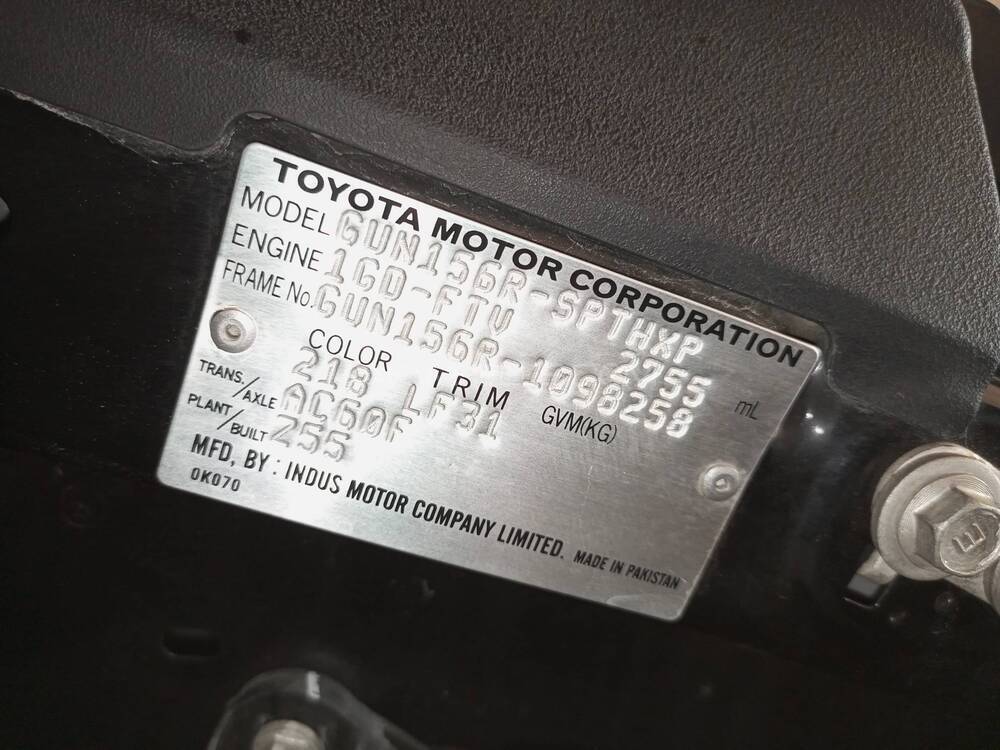 TOYOTA MOTOR CORPORATION
MODEL GUN156R-SPTHXP
ENGINE 1GD-FTV 2755 mL
FRAME No. GUN156R-1098258
COLOR TRIM GVM(KG)
218 LF31
TRANS./AXLE AC60F
PLANT/BUILT 255
MFD, BY : INDUS MOTOR COMPANY LIMITED. MADE IN PAKISTAN
0K070
E